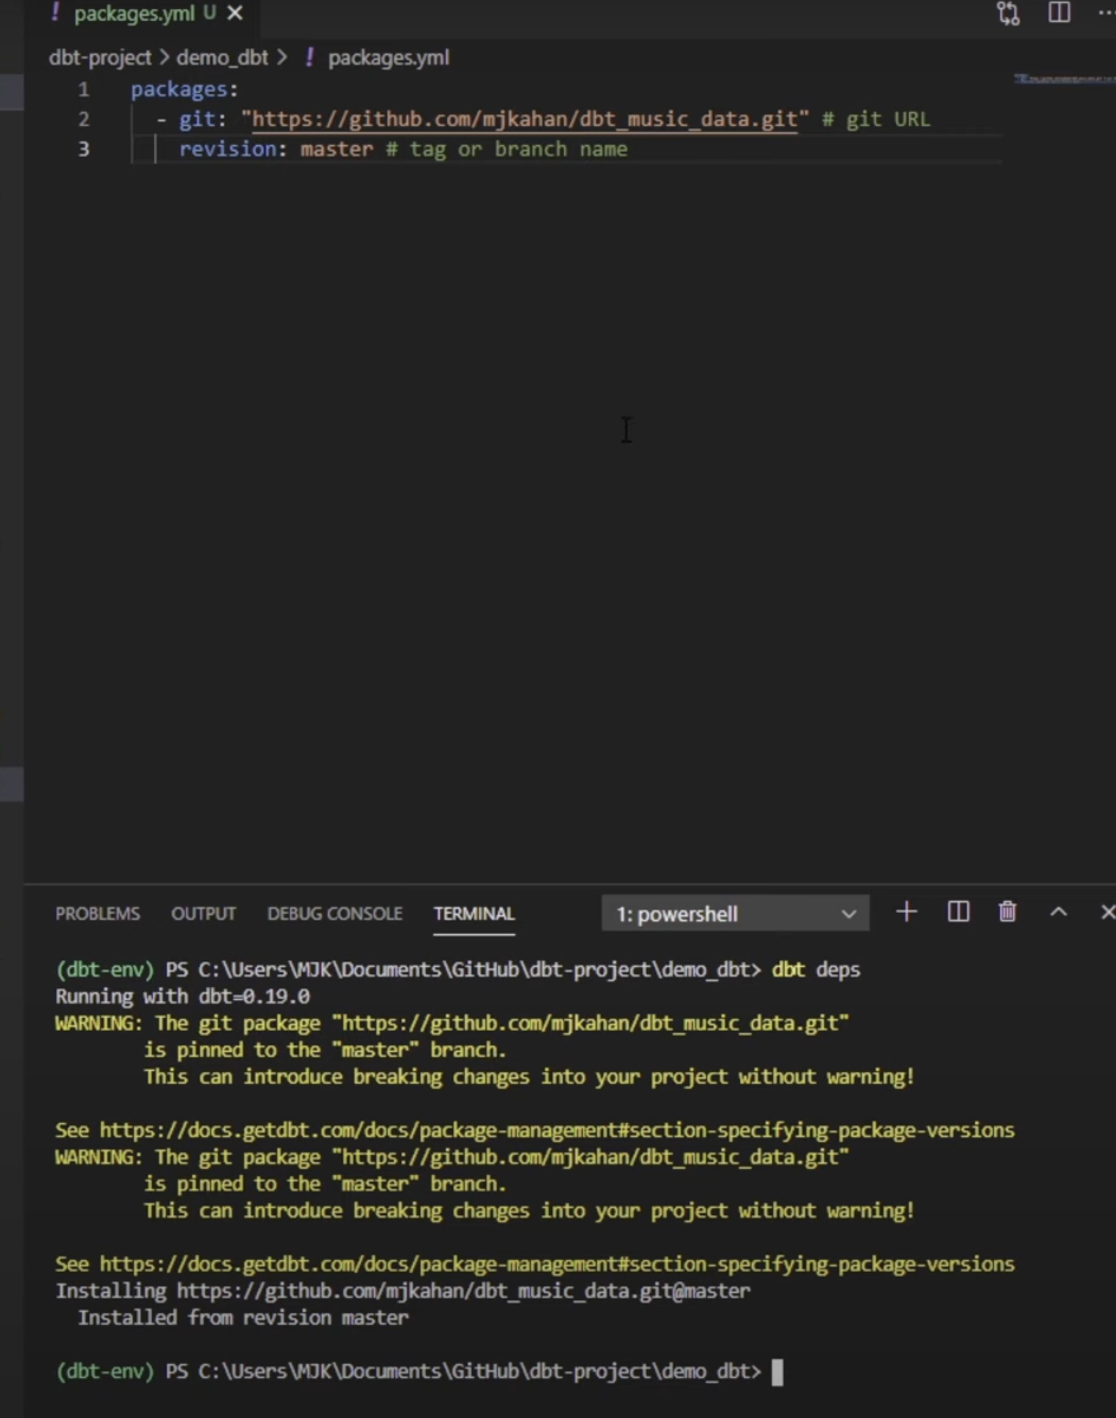 ! packages.yml U ×
dbt-project > demo_dbt > ! packages.yml
1 packages:
2 - git: "https://github.com/mjkahan/dbt_music_data.git" # git URL
3 revision: master # tag or branch name
PROBLEMS OUTPUT DEBUG CONSOLE TERMINAL 1: powershell
(dbt-env) PS C:\Users\MJK\Documents\GitHub\dbt-project\demo_dbt> dbt deps
Running with dbt=0.19.0
WARNING: The git package "https://github.com/mjkahan/dbt_music_data.git"
is pinned to the "master" branch.
This can introduce breaking changes into your project without warning!
See https://docs.getdbt.com/docs/package-management#section-specifying-package-versions
WARNING: The git package "https://github.com/mjkahan/dbt_music_data.git"
is pinned to the "master" branch.
This can introduce breaking changes into your project without warning!
See https://docs.getdbt.com/docs/package-management#section-specifying-package-versions
Installing https://github.com/mjkahan/dbt_music_data.git@master
Installed from revision master
(dbt-env) PS C:\Users\MJK\Documents\GitHub\dbt-project\demo_dbt>